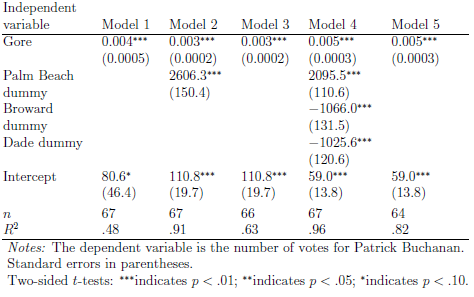 Independent
variable Model 1 Model 2 Model 3 Model 4 Model 5
Gore 0.004*** 0.003*** 0.003*** 0.005*** 0.005***
(0.0005) (0.0002) (0.0002) (0.0003) (0.0003)
Palm Beach 2606.3*** 2095.5***
dummy (150.4) (110.6)
Broward −1066.0***
dummy (131.5)
Dade dummy −1025.6***
(120.6)
Intercept 80.6* 110.8*** 110.8*** 59.0*** 59.0***
(46.4) (19.7) (19.7) (13.8) (13.8)
n 67 67 66 67 64
R² .48 .91 .63 .96 .82
Notes: The dependent variable is the number of votes for Patrick Buchanan.
Standard errors in parentheses.
Two-sided t-tests: ***indicates p < .01; **indicates p < .05; *indicates p < .10.